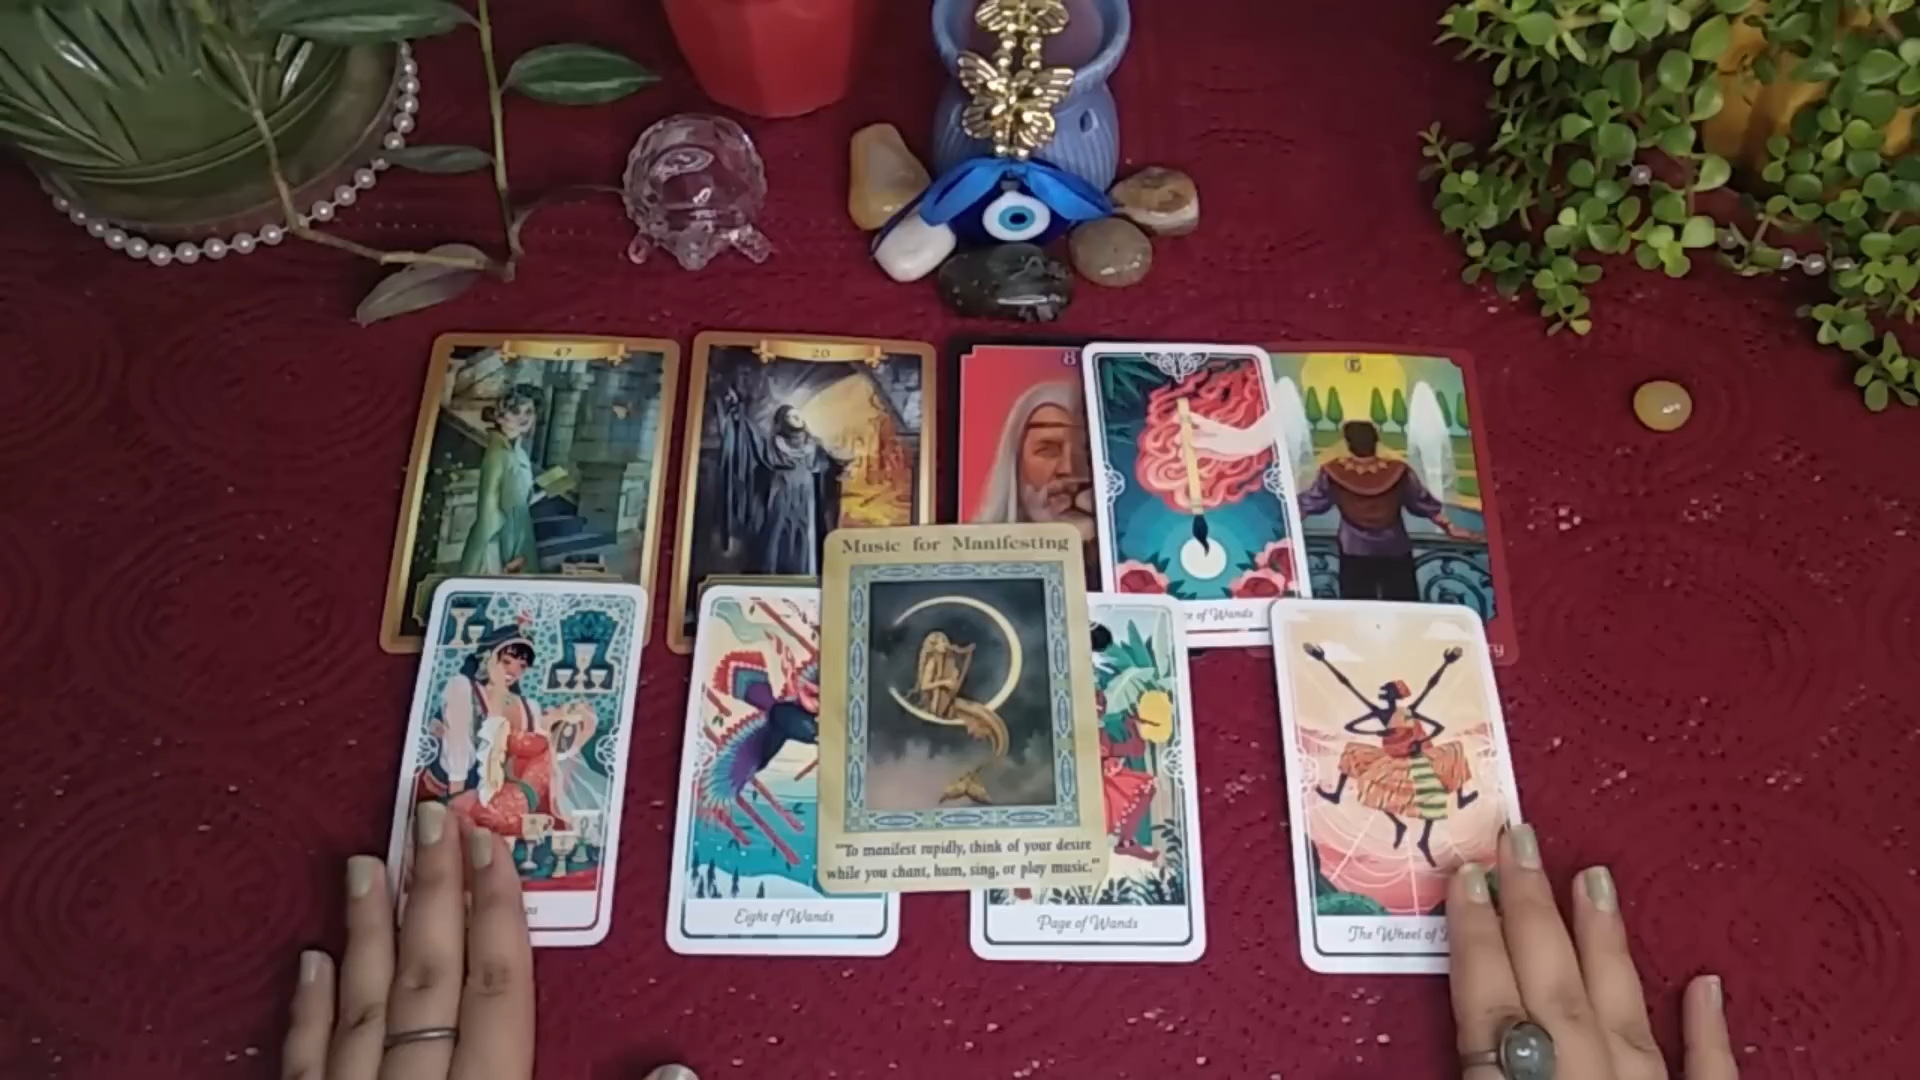 47
20
8
6
Music for Manifesting
"To manifest rapidly, think of your desire
while you chant, hum, sing, or play music."
of Wands
Eight of Wands
Page of Wands
The Wheel of